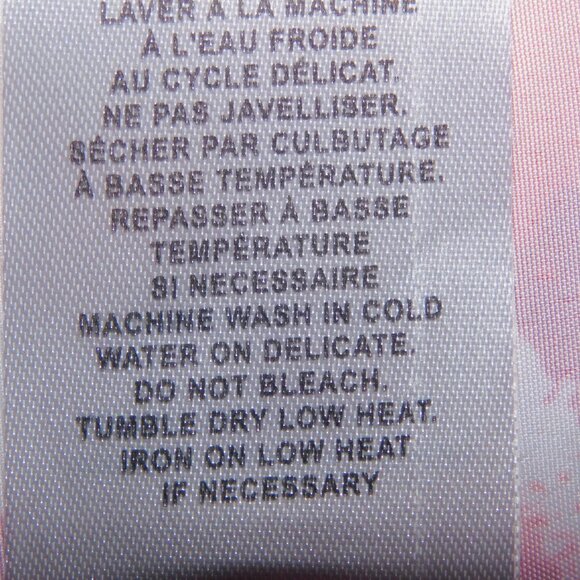 LAVER À LA MACHINE
À L'EAU FROIDE
AU CYCLE DÉLICAT.
NE PAS JAVELLISER.
SÉCHER PAR CULBUTAGE
À BASSE TEMPÉRATURE.
REPASSER À BASSE
TEMPÉRATURE
SI NECESSAIRE
MACHINE WASH IN COLD
WATER ON DELICATE.
DO NOT BLEACH.
TUMBLE DRY LOW HEAT.
IRON ON LOW HEAT
IF NECESSARY